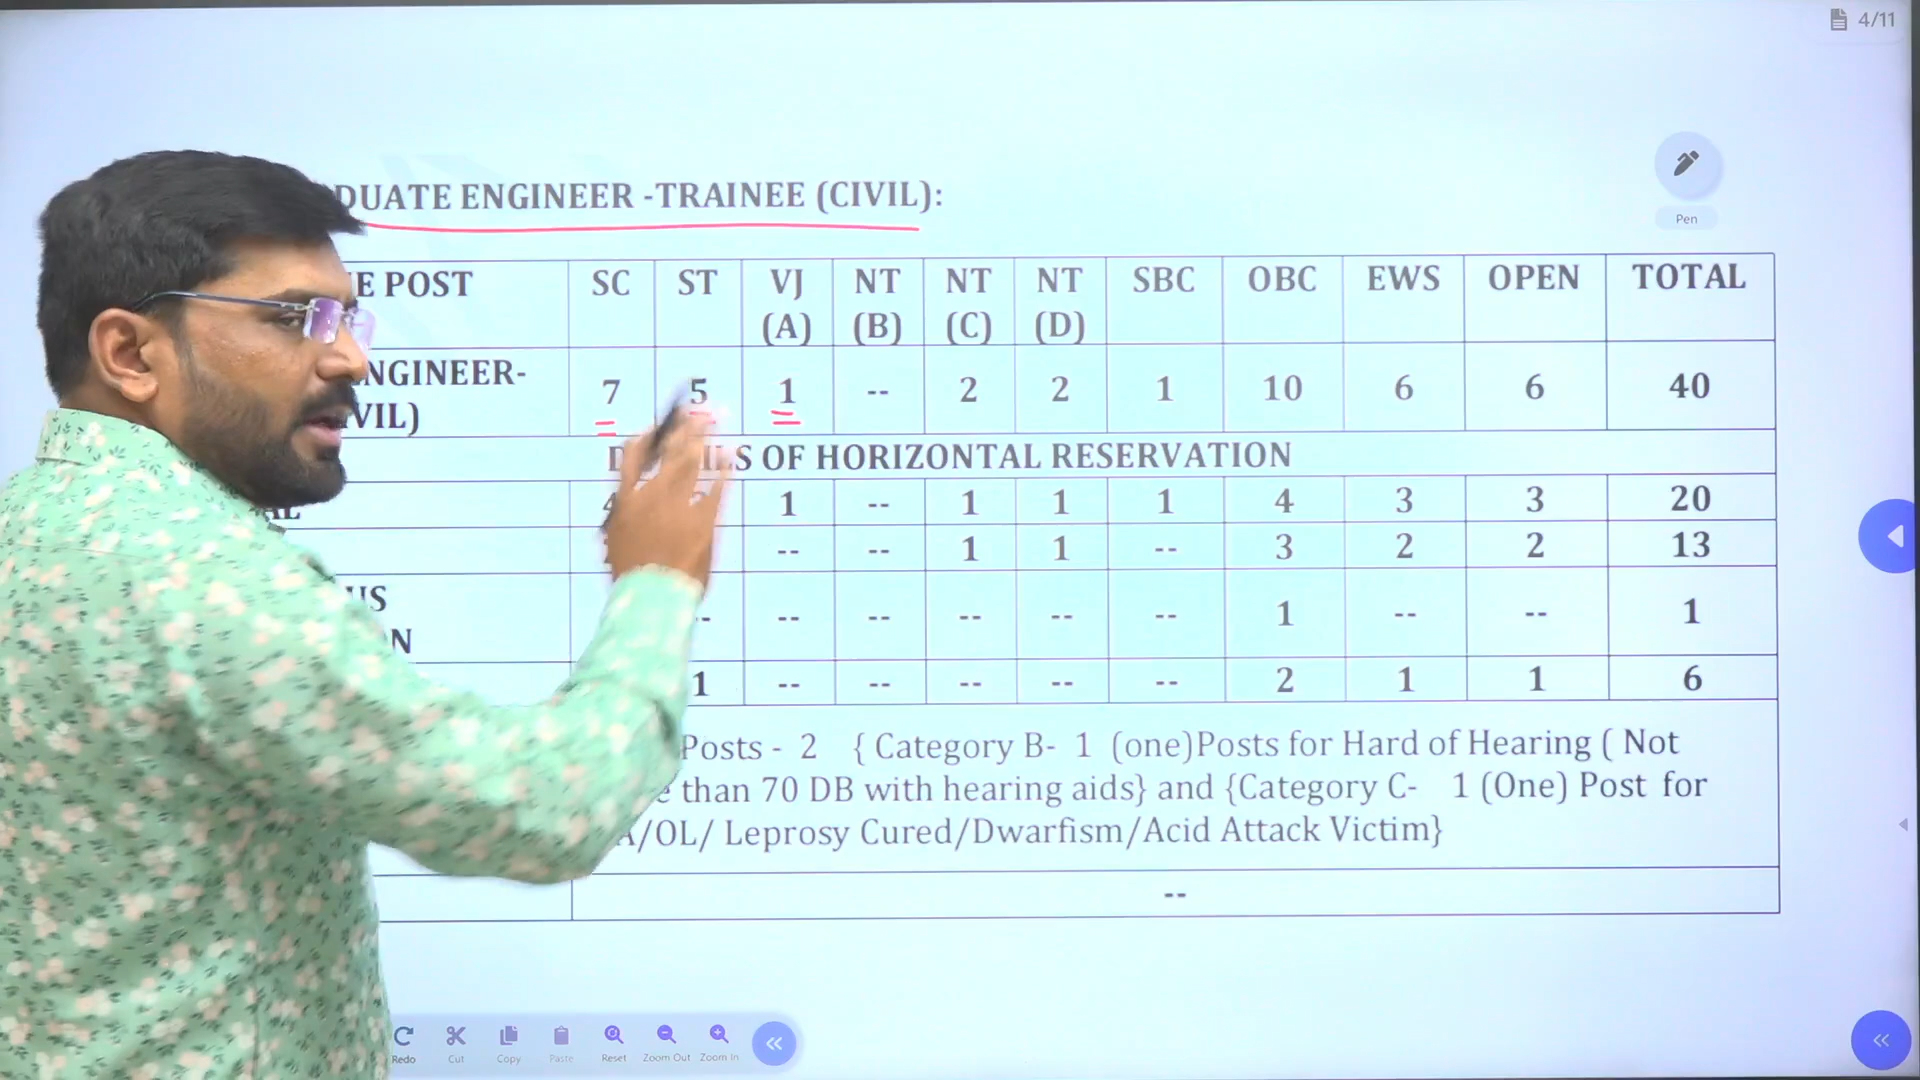 4/11
Pen
DUATE ENGINEER -TRAINEE (CIVIL):
E POST SC ST VJ (A) NT (B) NT (C) NT (D) SBC OBC EWS OPEN TOTAL
NGINEER-
VIL) 7 5 1 -- 2 2 1 10 6 6 40
S OF HORIZONTAL RESERVATION
AL 4 1 -- 1 1 1 4 3 3 20
-- -- 1 1 -- 3 2 2 13
US
N -- -- -- -- -- -- 1 -- -- 1
1 -- -- -- -- -- 2 1 1 6
Posts - 2 { Category B- 1 (one)Posts for Hard of Hearing ( Not
than 70 DB with hearing aids} and {Category C- 1 (One) Post for
A/OL/ Leprosy Cured/Dwarfism/Acid Attack Victim}
--
Redo Cut Copy Paste Reset Zoom Out Zoom In